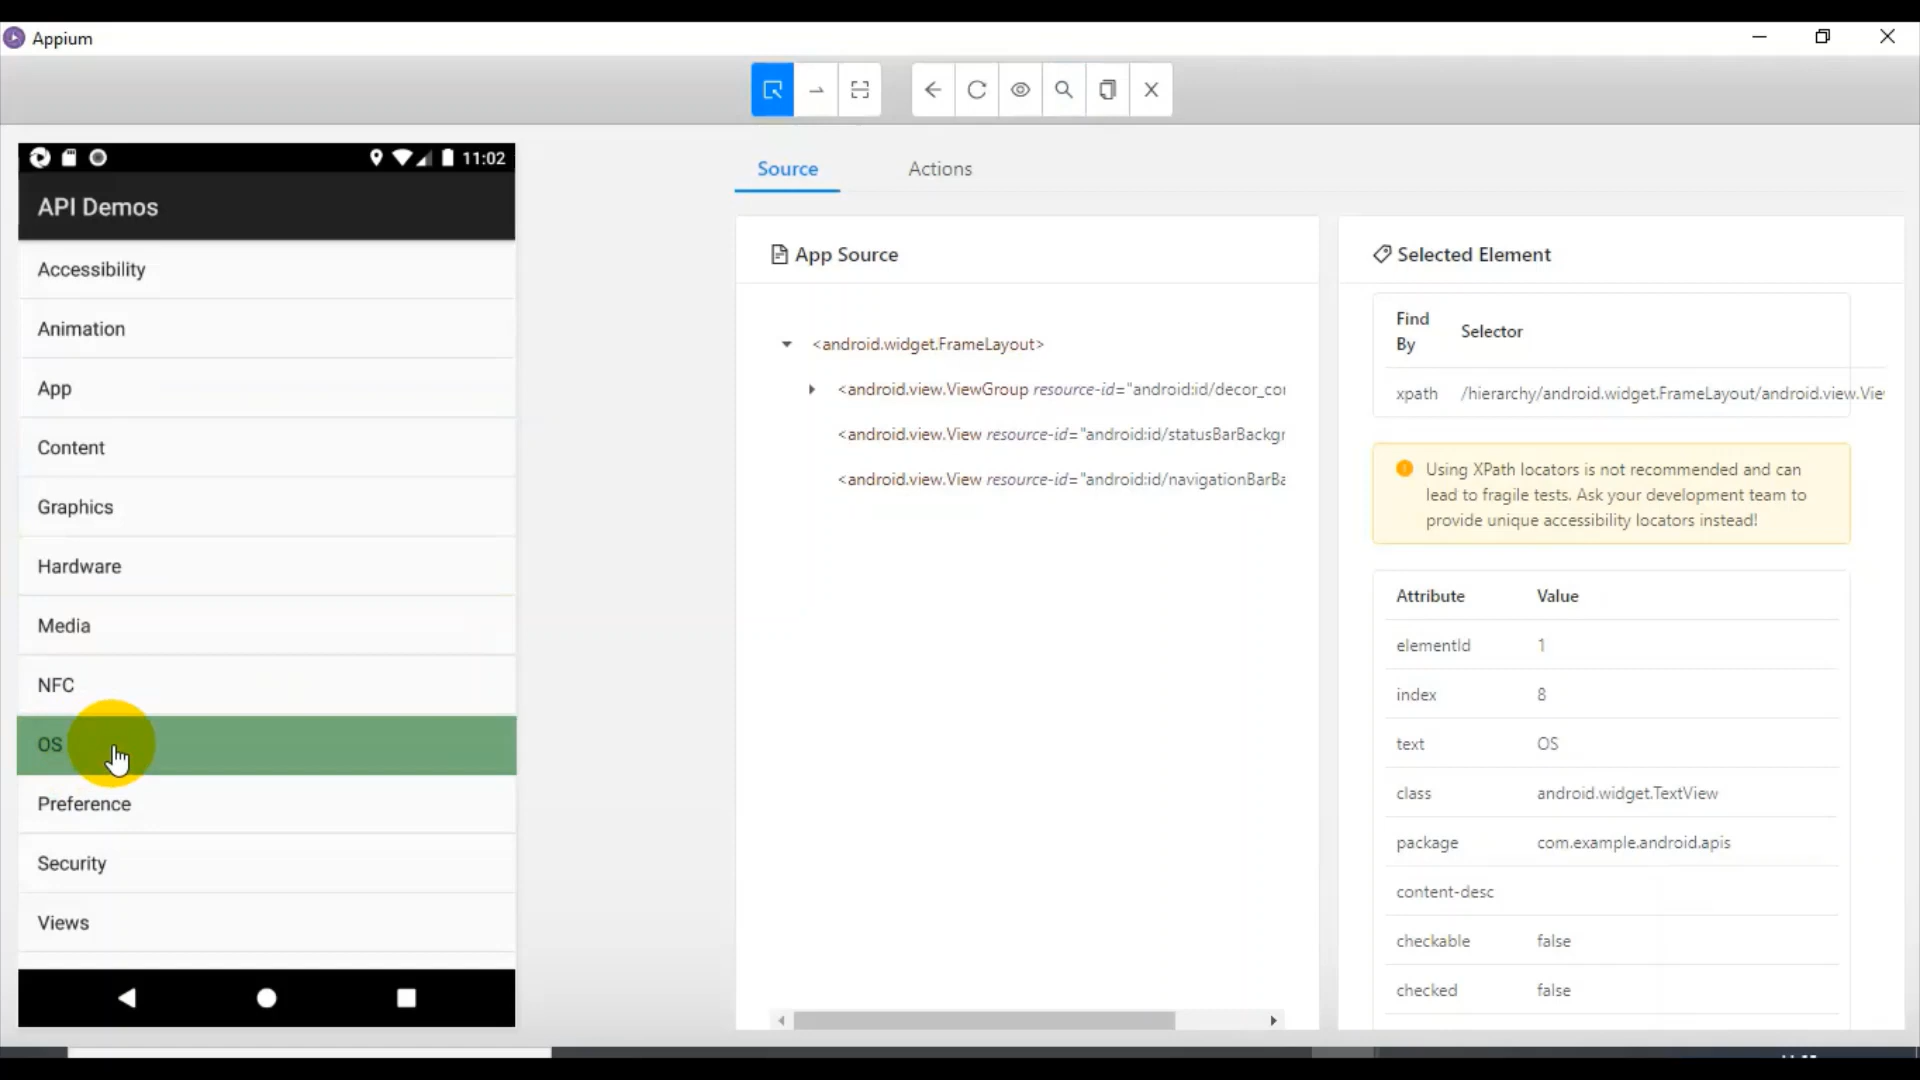 Appium
11:02
API Demos
Accessibility
Animation
App
Content
Graphics
Hardware
Media
NFC
OS
Preference
Security
Views
Source
Actions
App Source
<android.widget.FrameLayout>
<android.view.ViewGroup resource-id="android:id/decor_co
<android.view.View resource-id="android:id/statusBarBackgr
<android.view.View resource-id="android:id/navigationBarBa
Selected Element
Find By
Selector
xpath /hierarchy/android.widget.FrameLayout/android.view.Vie
Using XPath locators is not recommended and can
lead to fragile tests. Ask your development team to
provide unique accessibility locators instead!
Attribute Value
elementId 1
index 8
text OS
class android.widget.TextView
package com.example.android.apis
content-desc
checkable false
checked false